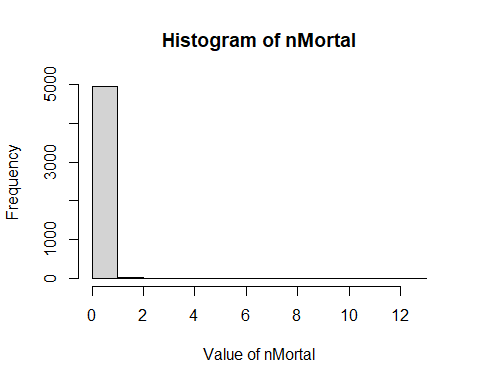 Histogram of nMortal
5000
3000
1000
0
Frequency
0 2 4 6 8 10 12
Value of nMortal